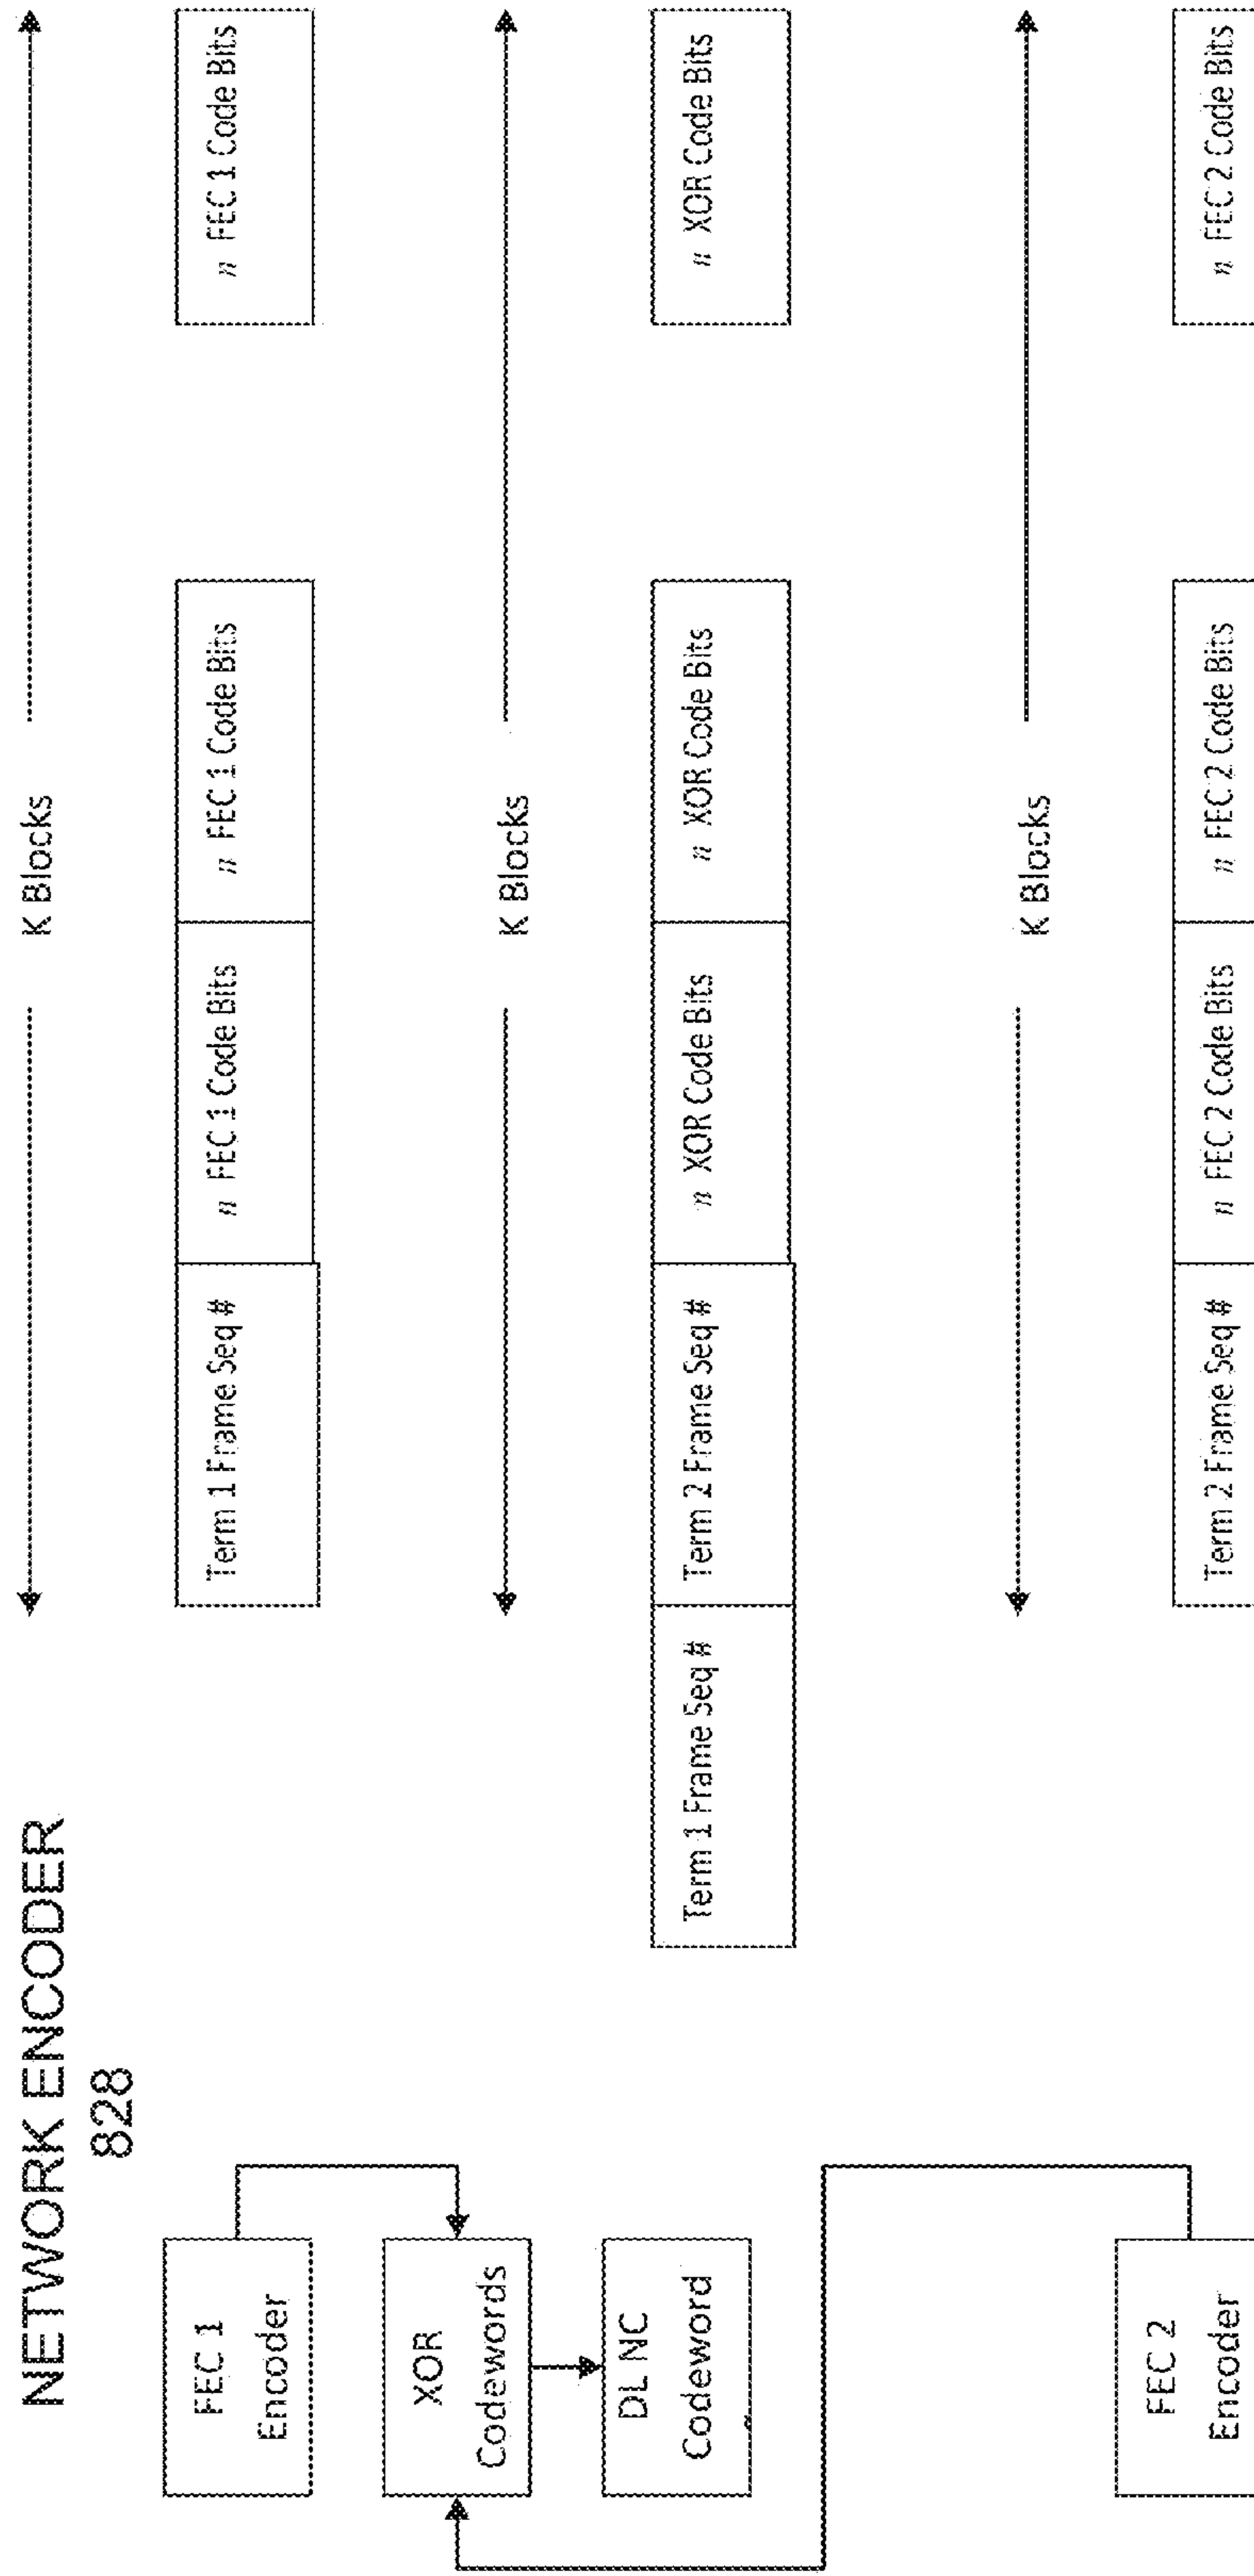 NETWORK ENCODER
828
K Blocks
FEC 1
Encoder
Term 1 Frame Seq #
n FEC 1 Code Bits
n FEC 1 Code Bits
n FEC 1 Code Bits
XOR
Codewords
K Blocks
DL NC
Codeword
Term 1 Frame Seq #
Term 2 Frame Seq #
n XOR Code Bits
n XOR Code Bits
n XOR Code Bits
K Blocks
FEC 2
Encoder
Term 2 Frame Seq #
n FEC 2 Code Bits
n FEC 2 Code Bits
n FEC 2 Code Bits